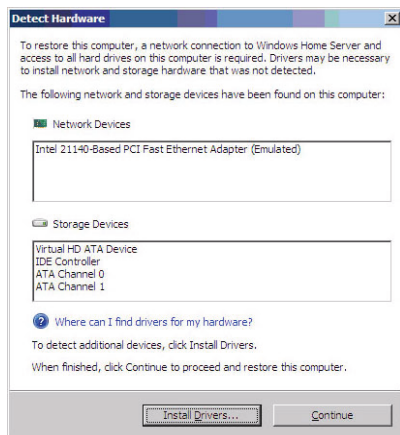 Detect Hardware
To restore this computer, a network connection to Windows Home Server and
access to all hard drives on this computer is required. Drivers may be necessary
to install network and storage hardware that was not detected.
The following network and storage devices have been found on this computer:
Network Devices
Intel 21140-Based PCI Fast Ethernet Adapter (Emulated)
Storage Devices
Virtual HD ATA Device
IDE Controller
ATA Channel 0
ATA Channel 1
Where can I find drivers for my hardware?
To detect additional devices, click Install Drivers.
When finished, click Continue to proceed and restore this computer.
Install Drivers... Continue